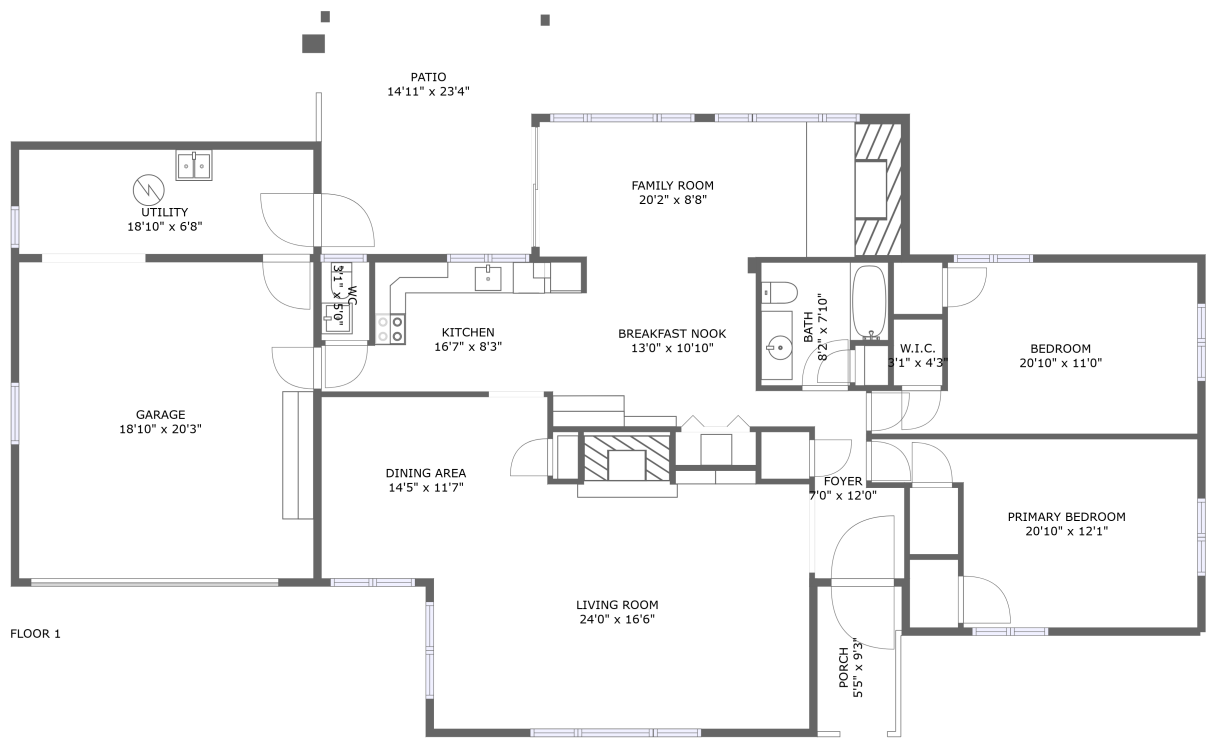 PATIO
14'11" x 23'4"
FAMILY ROOM
20'2" x 8'8"
UTILITY
18'10" x 6'8"
WC
3'1" x 5'0"
KITCHEN
16'7" x 8'3"
BREAKFAST NOOK
13'0" x 10'10"
BATH
8'2" x 7'10"
W.I.C.
3'1" x 4'3"
BEDROOM
20'10" x 11'0"
GARAGE
18'10" x 20'3"
DINING AREA
14'5" x 11'7"
FOYER
7'0" x 12'0"
PRIMARY BEDROOM
20'10" x 12'1"
LIVING ROOM
24'0" x 16'6"
PORCH
5'5" x 9'3"
FLOOR 1